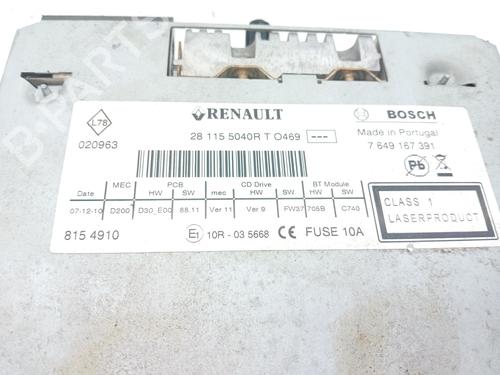 L78
020963
RENAULT
28 115 5040R T O469 ---
BOSCH
Made in Portugal
7 649 167 391
Pb
MEC PCB CD Drive BT Module
Date HW SW mec HW SW HW SW
07-12-10 D200 D30_E00 88.11 Ver 11 Ver 9 FW37 705B C740
815 4910
E1 10R - 03 5668 CE FUSE 10A
CLASS 1
LASERPRODUCT